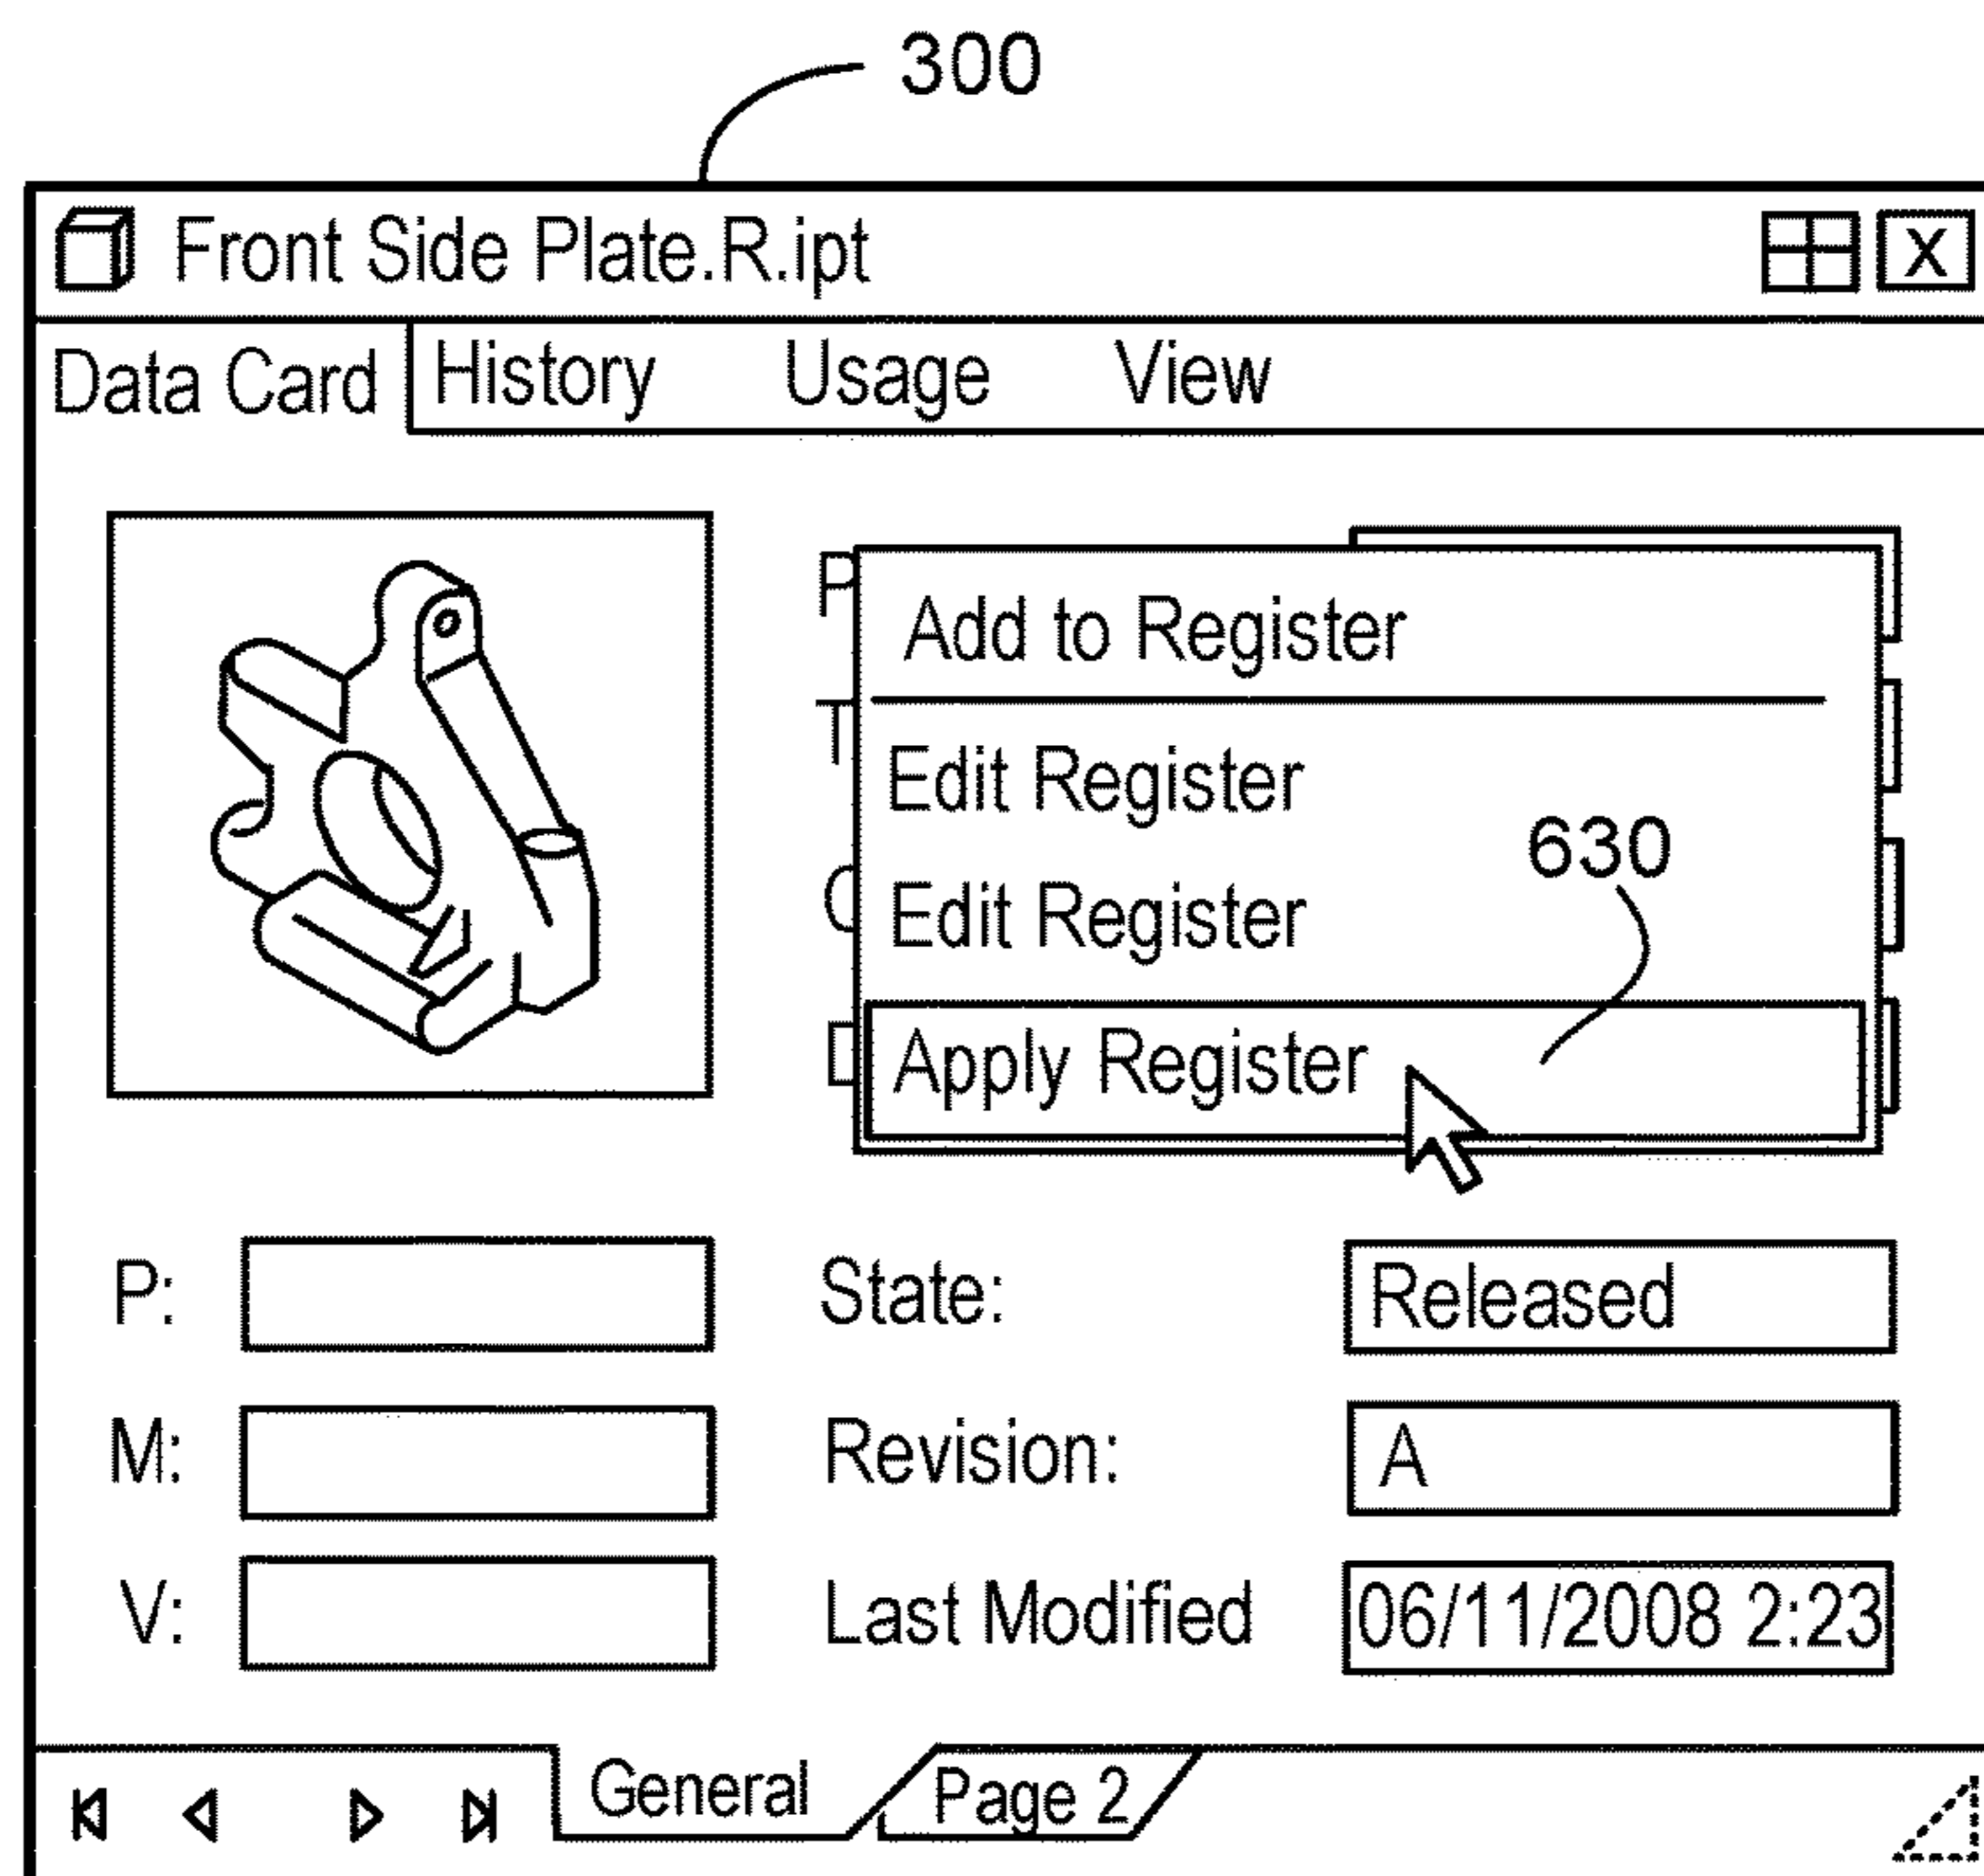 300
Front Side Plate.R.ipt X
Data Card History Usage View
P
Add to Register
T
Edit Register
630
Edit Register
Apply Register
P: State: Released
M: Revision: A
V: Last Modified 06/11/2008 2:23
General Page 2